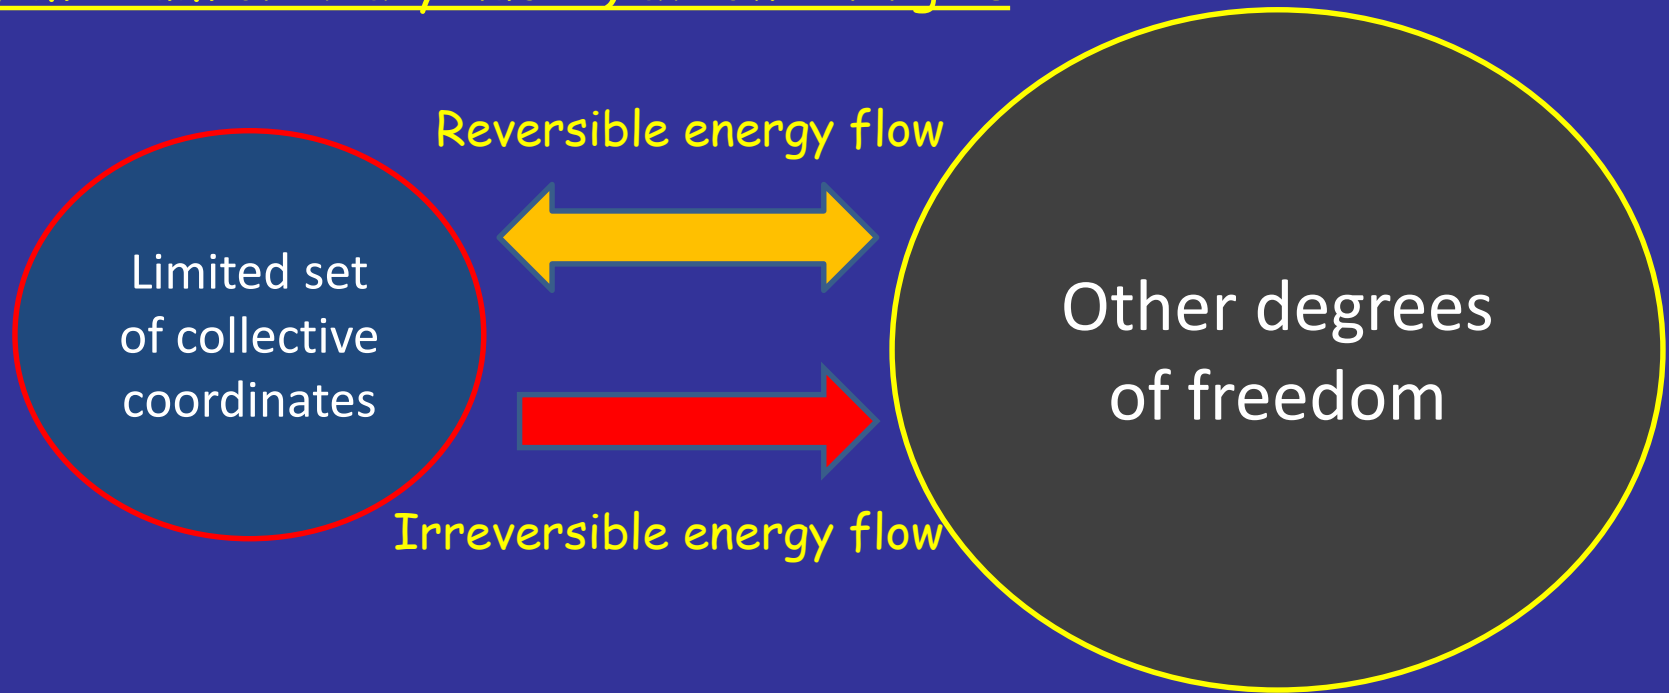 Reversible energy flow
Limited set
of collective
coordinates
Other degrees
of freedom
Irreversible energy flow